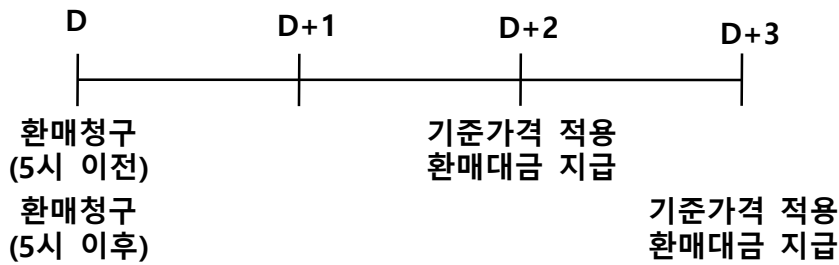 D D+1 D+2 D+3
환매청구 기준가격 적용
(5시 이전) 환매대금 지급
환매청구 기준가격 적용
(5시 이후) 환매대금 지급